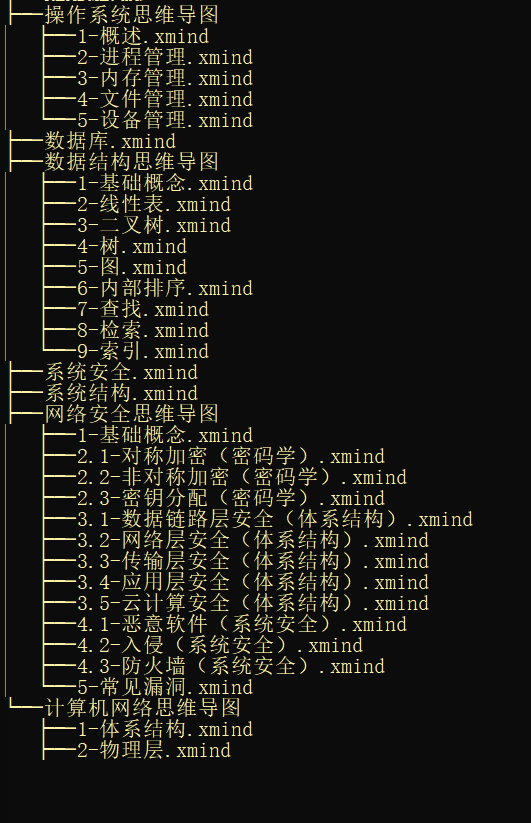 ├──操作系统思维导图
│  ├──1-概述.xmind
│  ├──2-进程管理.xmind
│  ├──3-内存管理.xmind
│  ├──4-文件管理.xmind
│  └──5-设备管理.xmind
├──数据库.xmind
├──数据结构思维导图
│  ├──1-基础概念.xmind
│  ├──2-线性表.xmind
│  ├──3-二叉树.xmind
│  ├──4-树.xmind
│  ├──5-图.xmind
│  ├──6-内部排序.xmind
│  ├──7-查找.xmind
│  ├──8-检索.xmind
│  └──9-索引.xmind
├──系统安全.xmind
├──系统结构.xmind
├──网络安全思维导图
│  ├──1-基础概念.xmind
│  ├──2.1-对称加密（密码学）.xmind
│  ├──2.2-非对称加密（密码学）.xmind
│  ├──2.3-密钥分配（密码学）.xmind
│  ├──3.1-数据链路层安全（体系结构）.xmind
│  ├──3.2-网络层安全（体系结构）.xmind
│  ├──3.3-传输层安全（体系结构）.xmind
│  ├──3.4-应用层安全（体系结构）.xmind
│  ├──3.5-云计算安全（体系结构）.xmind
│  ├──4.1-恶意软件（系统安全）.xmind
│  ├──4.2-入侵（系统安全）.xmind
│  ├──4.3-防火墙（系统安全）.xmind
│  └──5-常见漏洞.xmind
└──计算机网络思维导图
   ├──1-体系结构.xmind
   ├──2-物理层.xmind